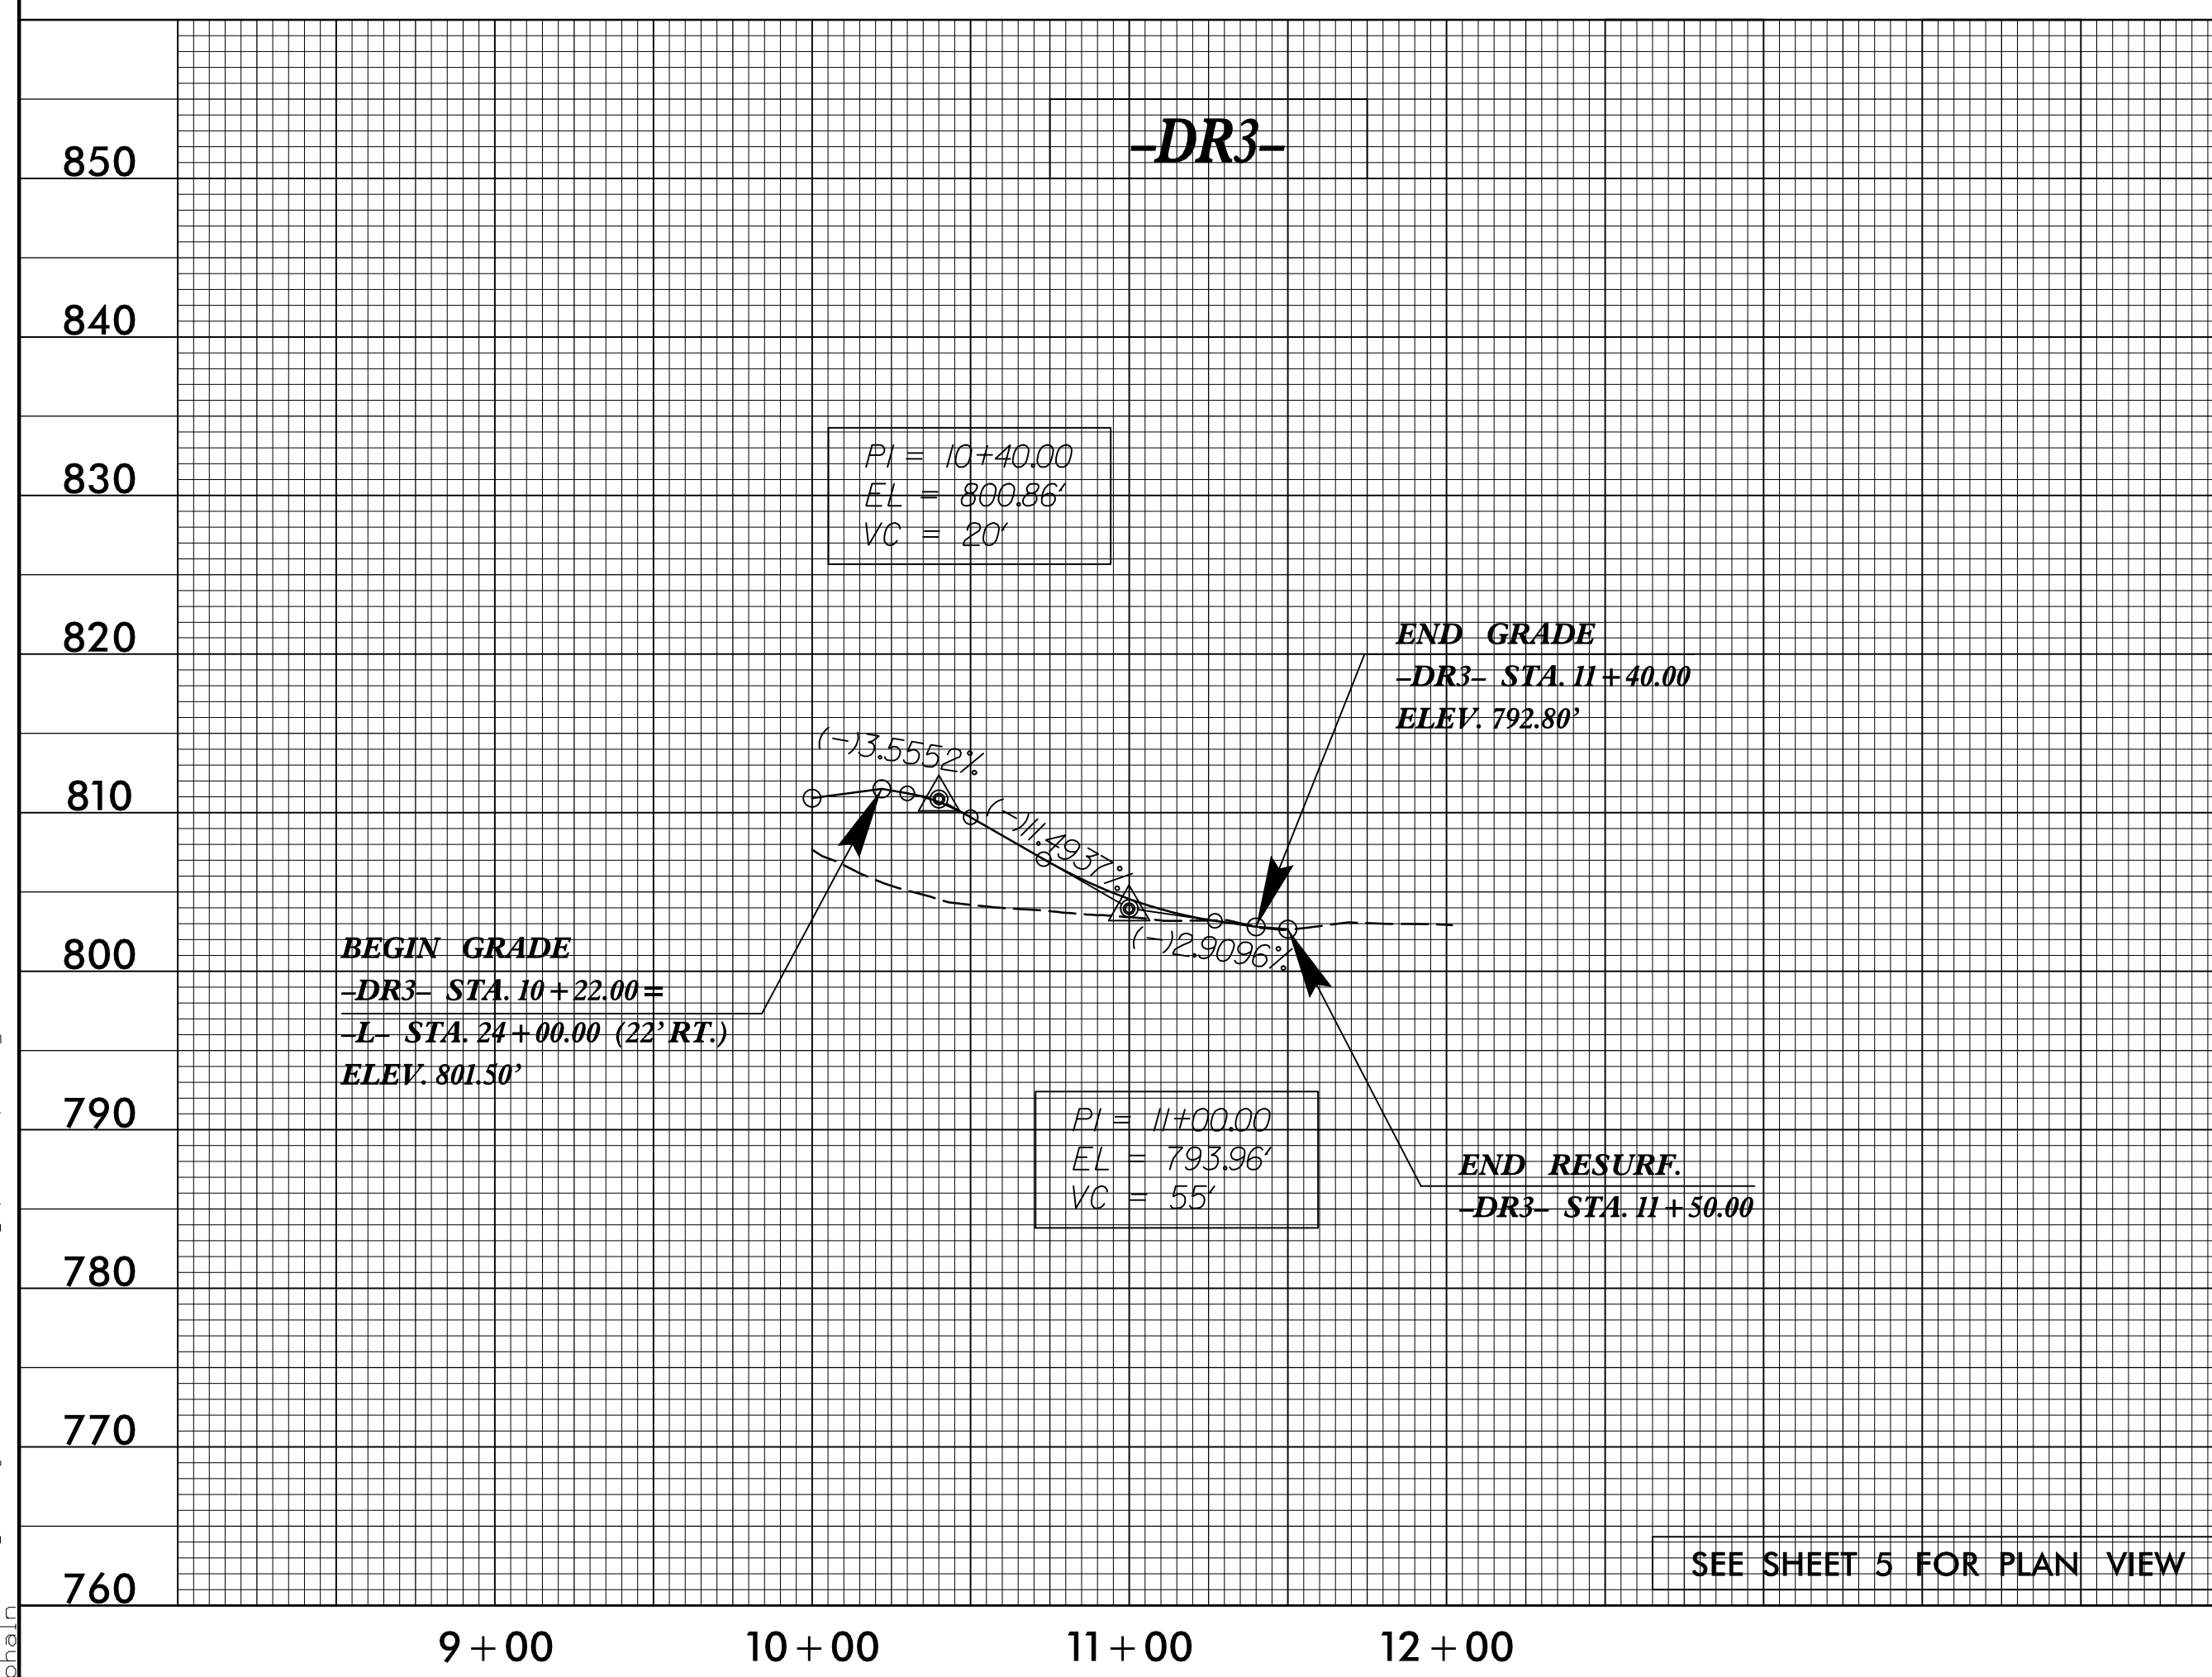 –DR3–
850
840
830
820
810
800
790
780
770
760
PI = 10+40.00
EL = 800.86'
VC = 20'
END GRADE
–DR3– STA. 11+40.00
ELEV. 792.80'
(-)3.5552%
(-)11.4937%
(-)2.9096%
BEGIN GRADE
–DR3– STA. 10+22.00=
–L– STA. 24+00.00 (22' RT.)
ELEV. 801.50'
PI = 11+00.00
EL = 793.96'
VC = 55'
END RESURF.
–DR3– STA. 11+50.00
SEE SHEET 5 FOR PLAN VIEW
9+00
10+00
11+00
12+00